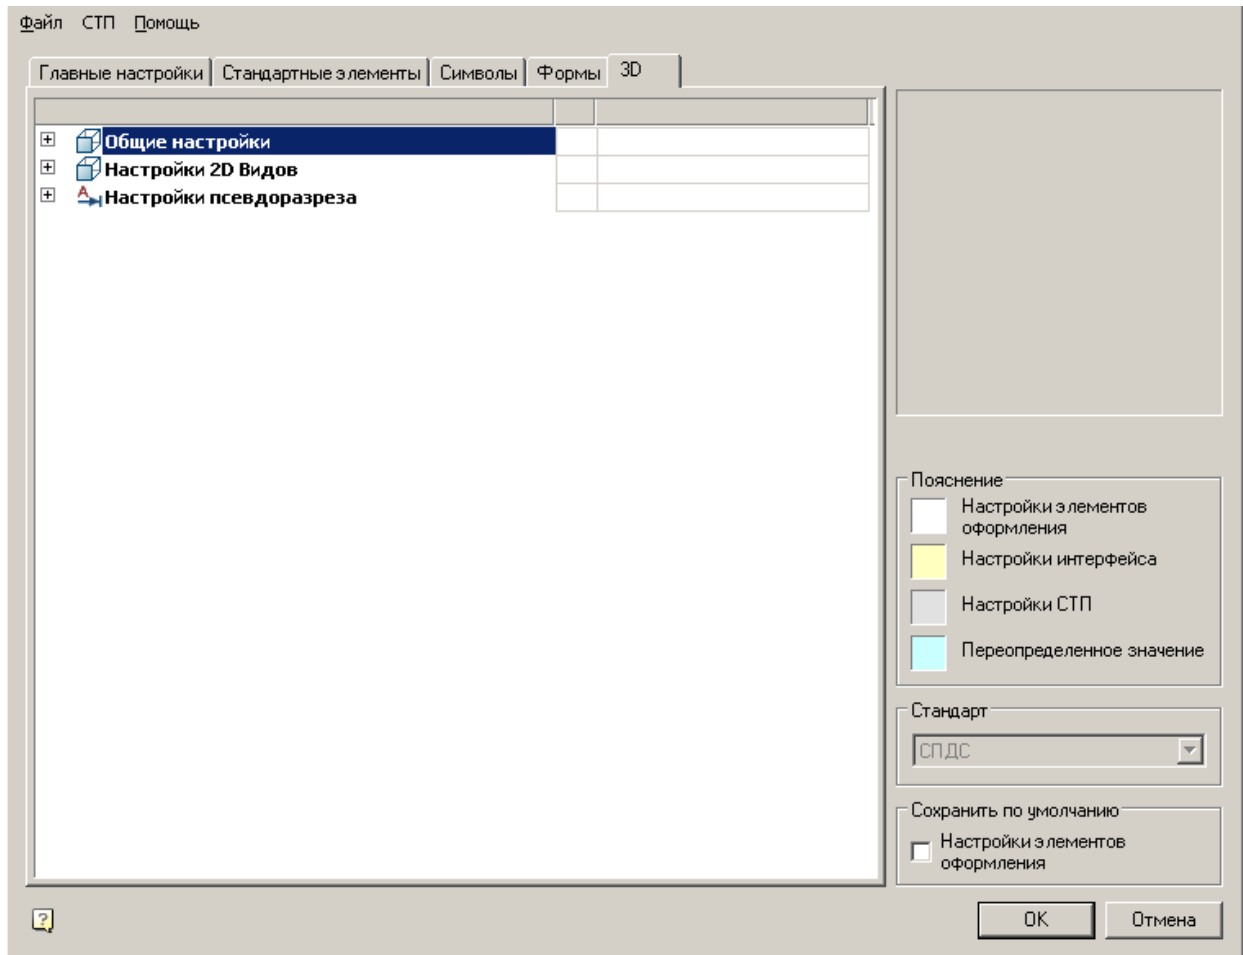 Файл СТП Помощь
Главные настройки Стандартные элементы Символы Формы 3D
Общие настройки
Настройки 2D Видов
Настройки псевдоразреза
Пояснение
Настройки элементов
оформления
Настройки интерфейса
Настройки СТП
Переопределенное значение
Стандарт
СПДС
Сохранить по умолчанию
Настройки элементов
оформления
OK Отмена